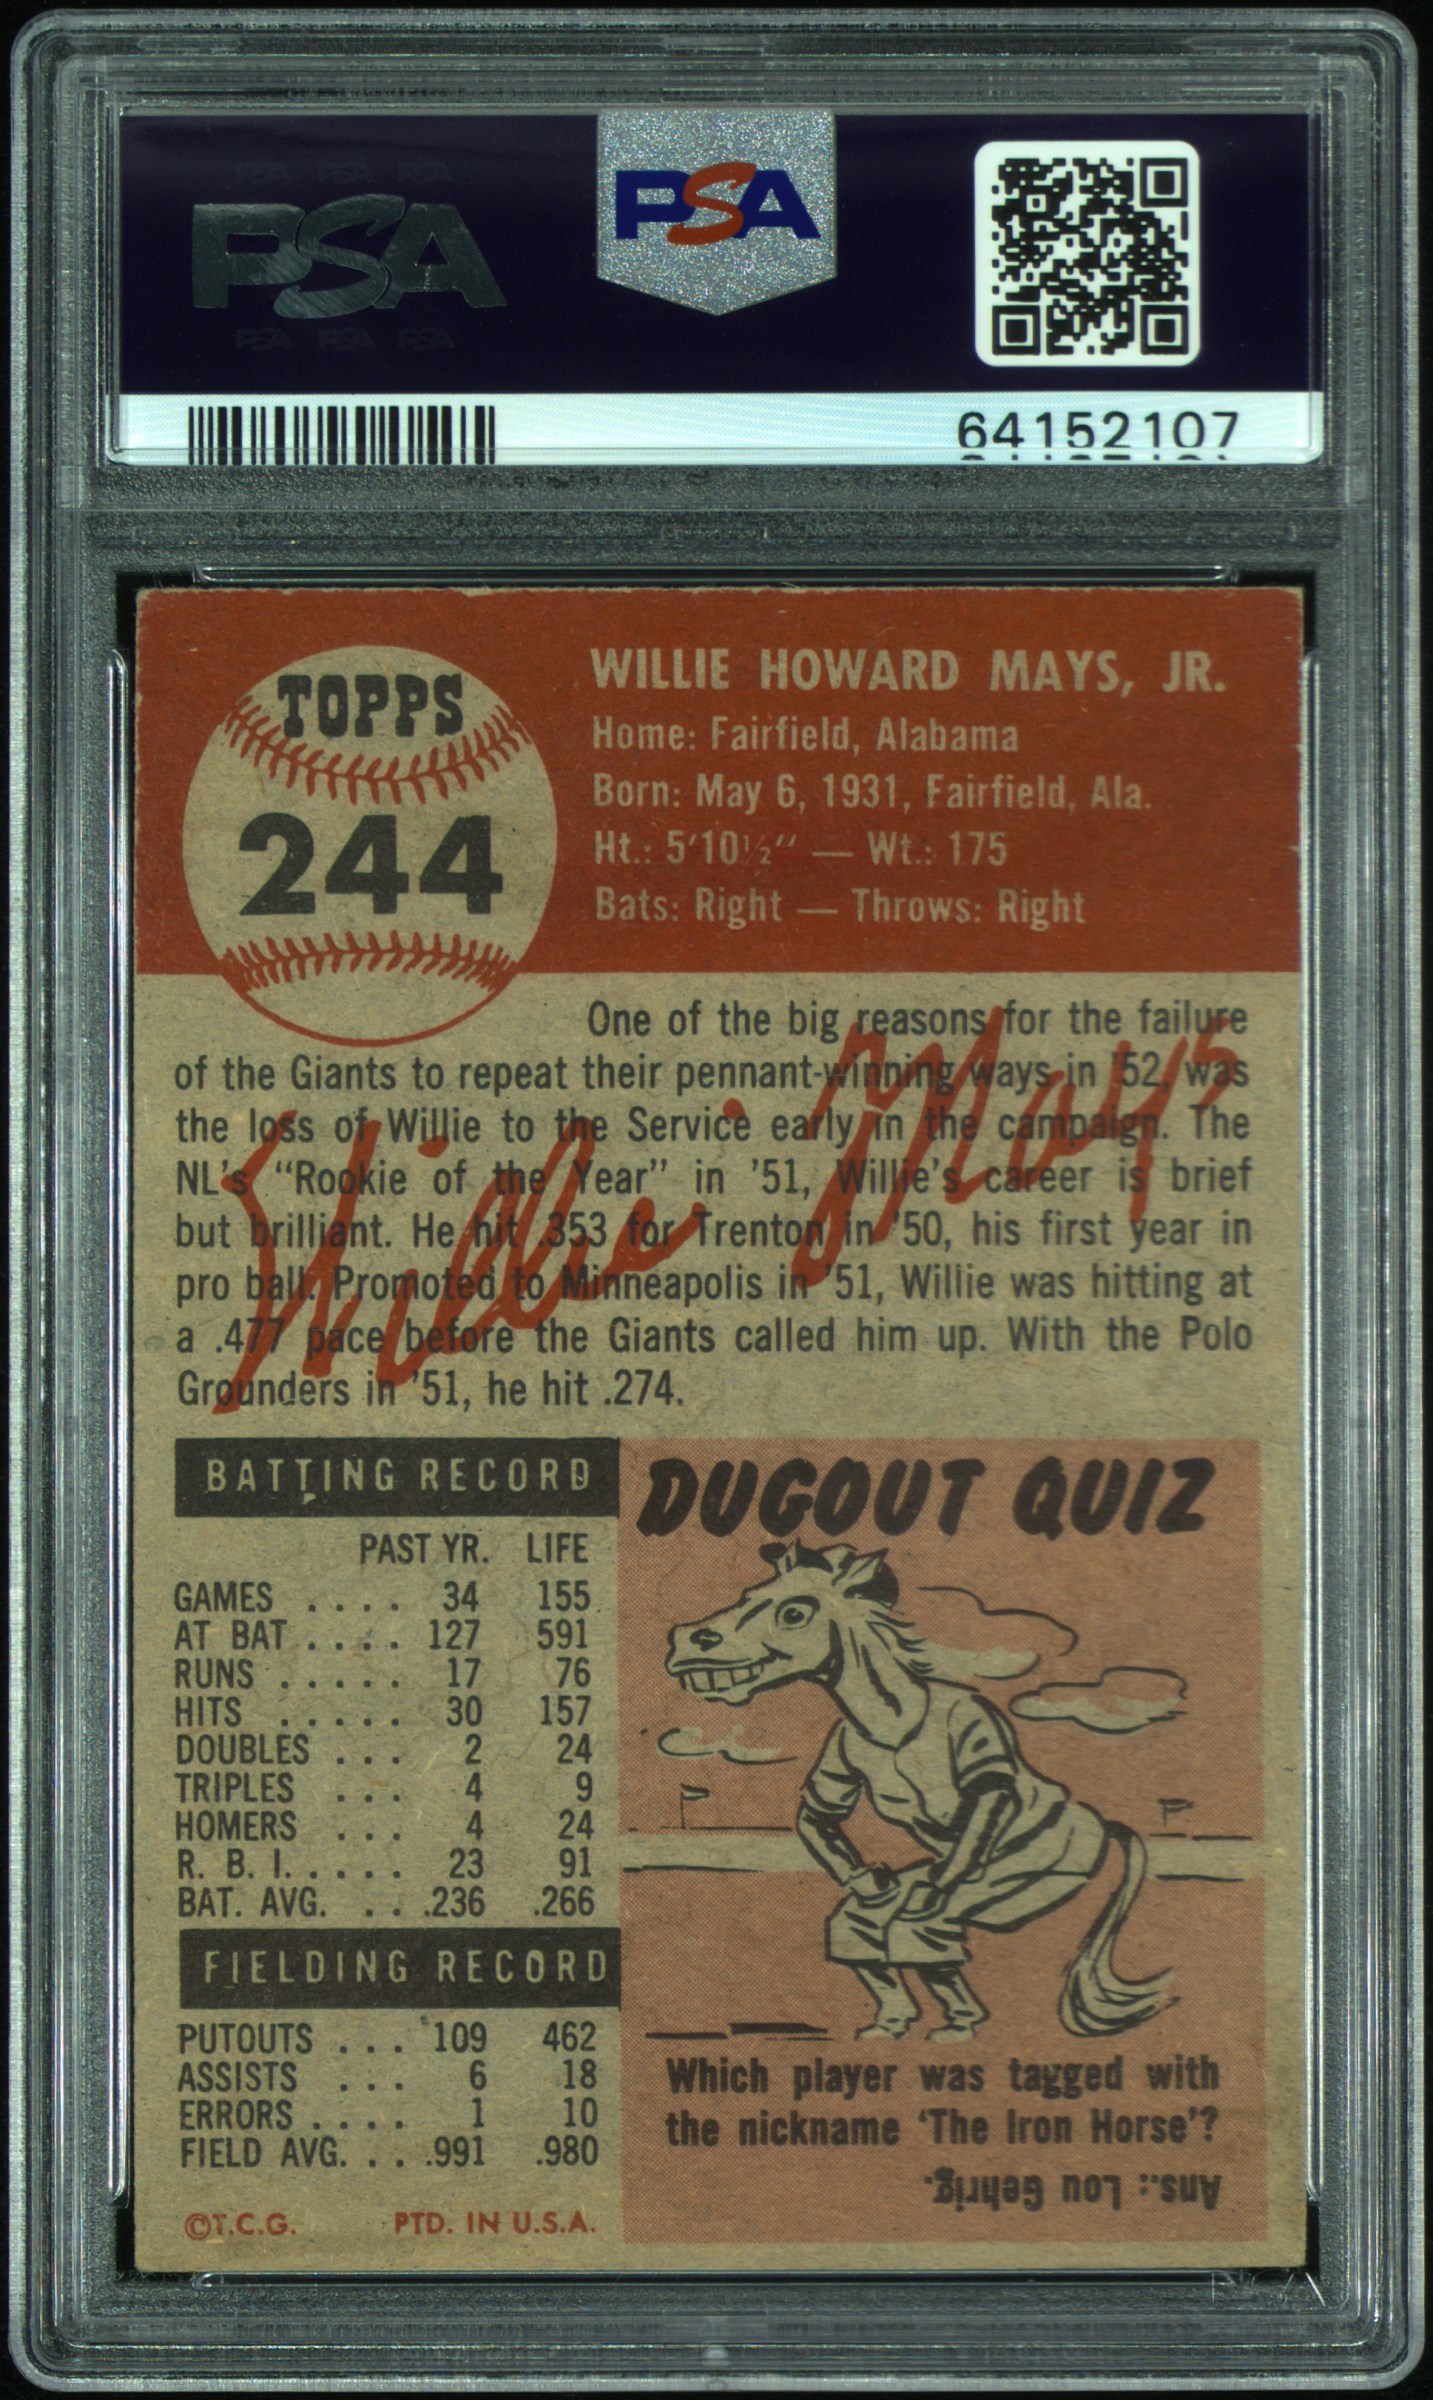 PSA PSA PSA
PSA
PSA PSA PSA
PSA
64152107
TOPPS
244
WILLIE HOWARD MAYS, JR.
Home: Fairfield, Alabama
Born: May 6, 1931, Fairfield, Ala.
Ht.: 5'10½" — Wt.: 175
Bats: Right — Throws: Right
One of the big reasons for the failure
of the Giants to repeat their pennant-winning ways in '52, was
the loss of Willie to the Service early in the campaign. The
NL's "Rookie of the Year" in '51, Willie's career is brief
but brilliant. He hit .353 for Trenton in '50, his first year in
pro ball. Promoted to Minneapolis in '51, Willie was hitting at
a .477 pace before the Giants called him up. With the Polo
Grounders in '51, he hit .274.
Willie Mays
BATTING RECORD
PAST YR. LIFE
GAMES .... 34 155
AT BAT .... 127 591
RUNS ..... 17 76
HITS ..... 30 157
DOUBLES ... 2 24
TRIPLES ... 4 9
HOMERS ... 4 24
R. B. I. .... 23 91
BAT. AVG. .. .236 .266
FIELDING RECORD
PUTOUTS ... 109 462
ASSISTS ... 6 18
ERRORS .... 1 10
FIELD AVG. .. .991 .980
©T.C.G. PTD. IN U.S.A.
DUGOUT QUIZ
Which player was tagged with
the nickname 'The Iron Horse'?
Ans.: Lou Gehrig.